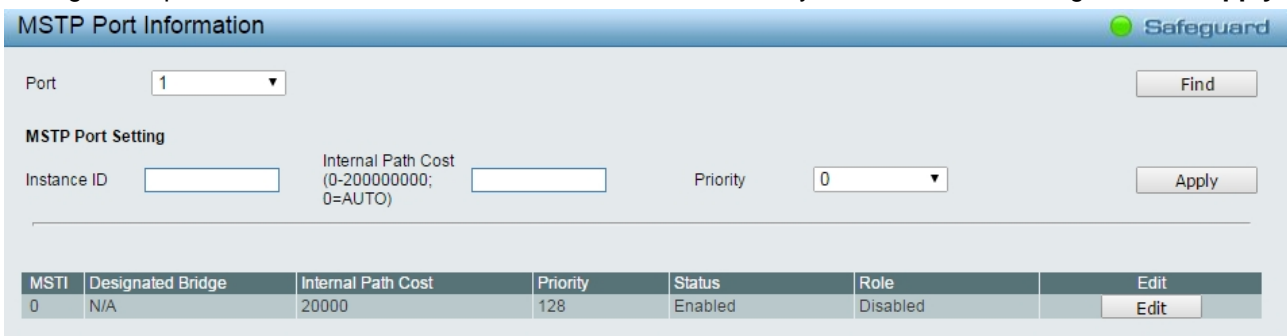 MSTP Port Information
Safeguard
Port 1 Find
MSTP Port Setting
Instance ID Internal Path Cost (0-200000000; 0=AUTO) Priority 0 Apply
MSTI Designated Bridge Internal Path Cost Priority Status Role Edit
0 N/A 20000 128 Enabled Disabled Edit